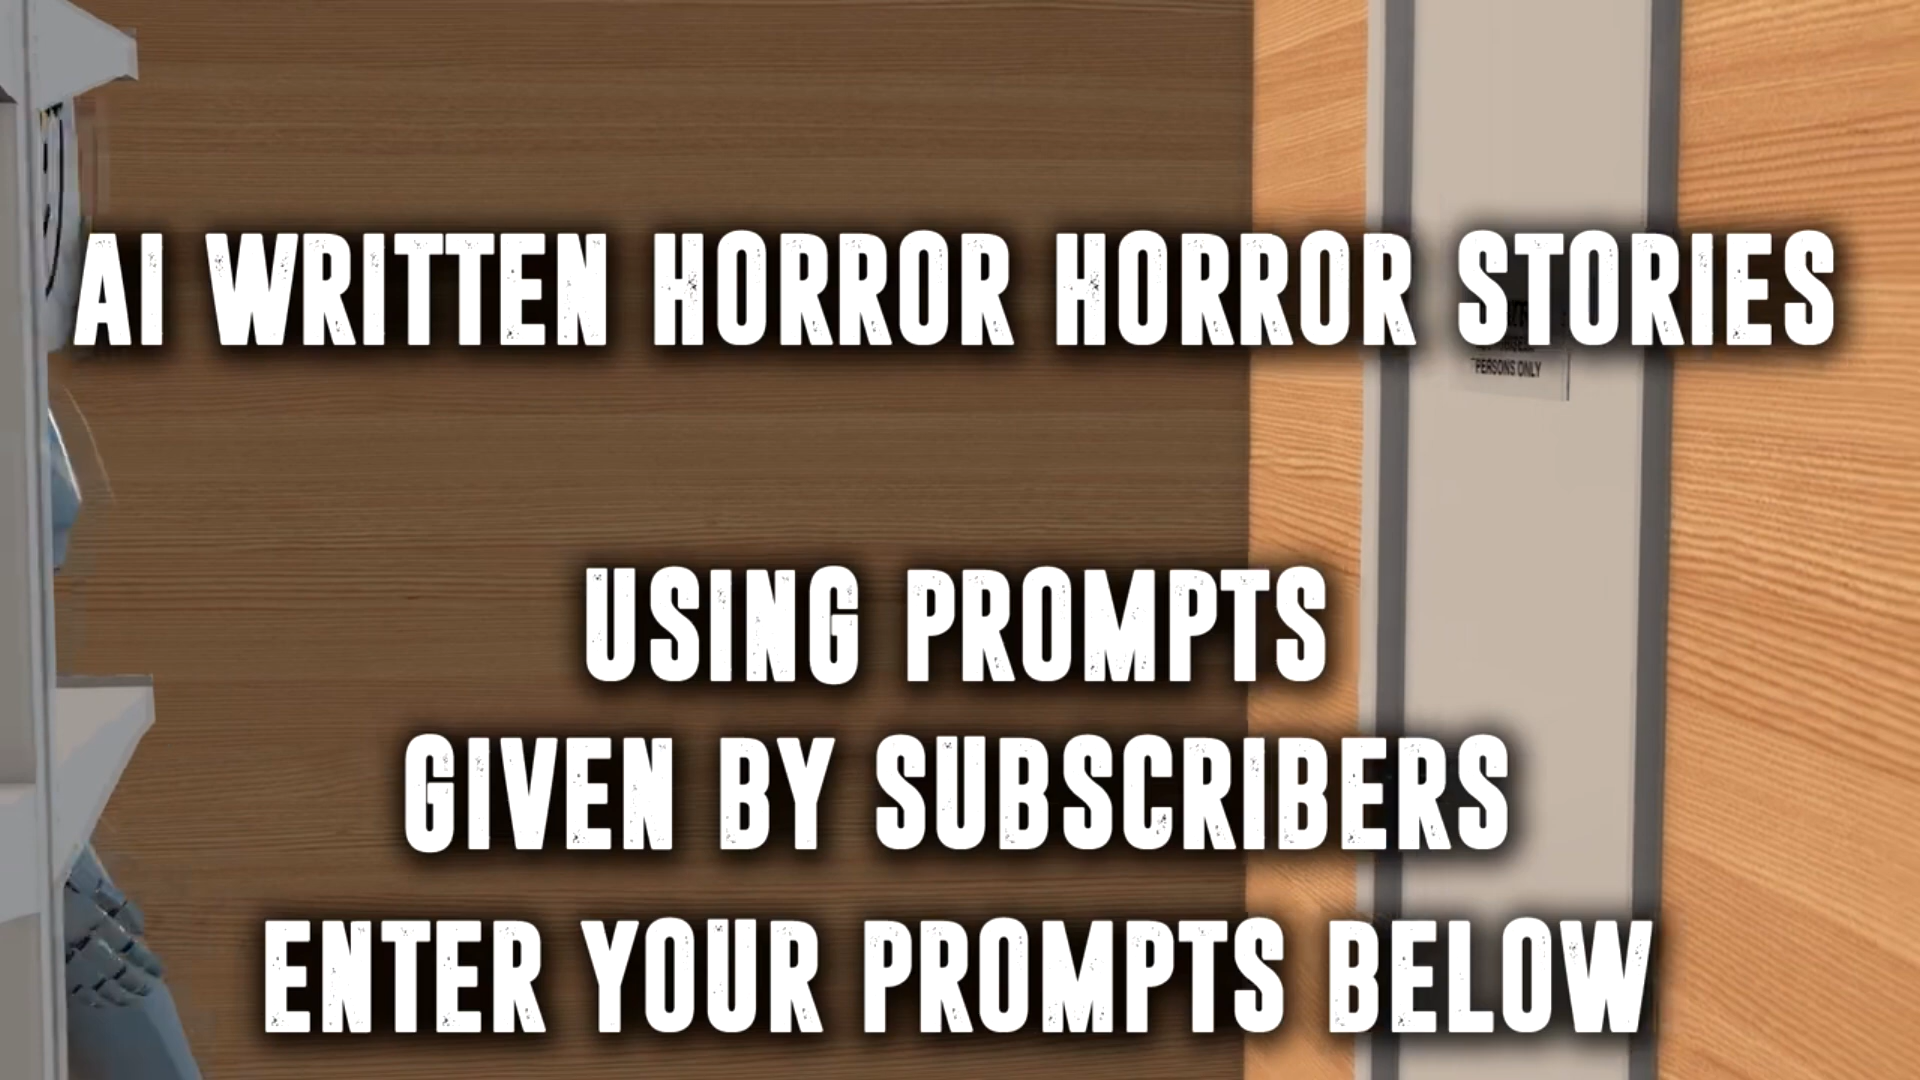 AI WRITTEN HORROR HORROR STORIES
PERSONS ONLY
USING PROMPTS
GIVEN BY SUBSCRIBERS
ENTER YOUR PROMPTS BELOW